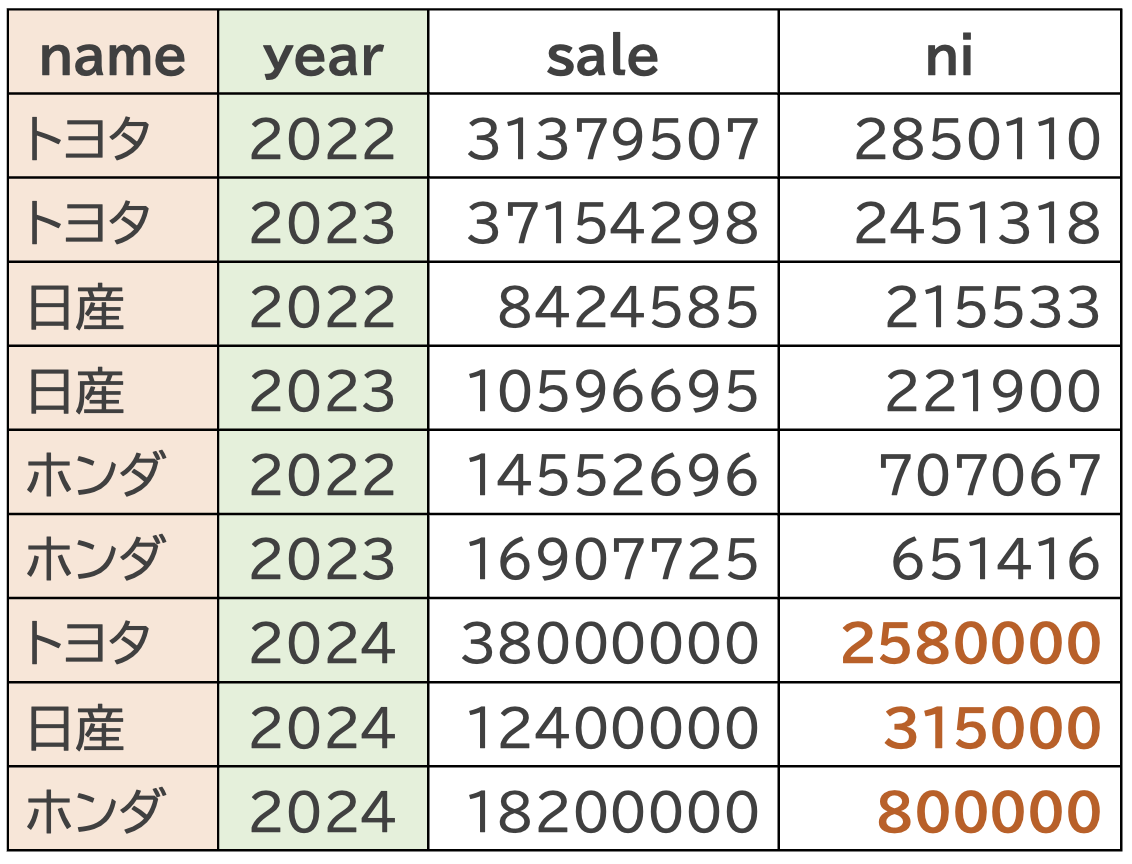 name year sale ni
トヨタ 2022 31379507 2850110
トヨタ 2023 37154298 2451318
日産 2022 8424585 215533
日産 2023 10596695 221900
ホンダ 2022 14552696 707067
ホンダ 2023 16907725 651416
トヨタ 2024 38000000 2580000
日産 2024 12400000 315000
ホンダ 2024 18200000 800000